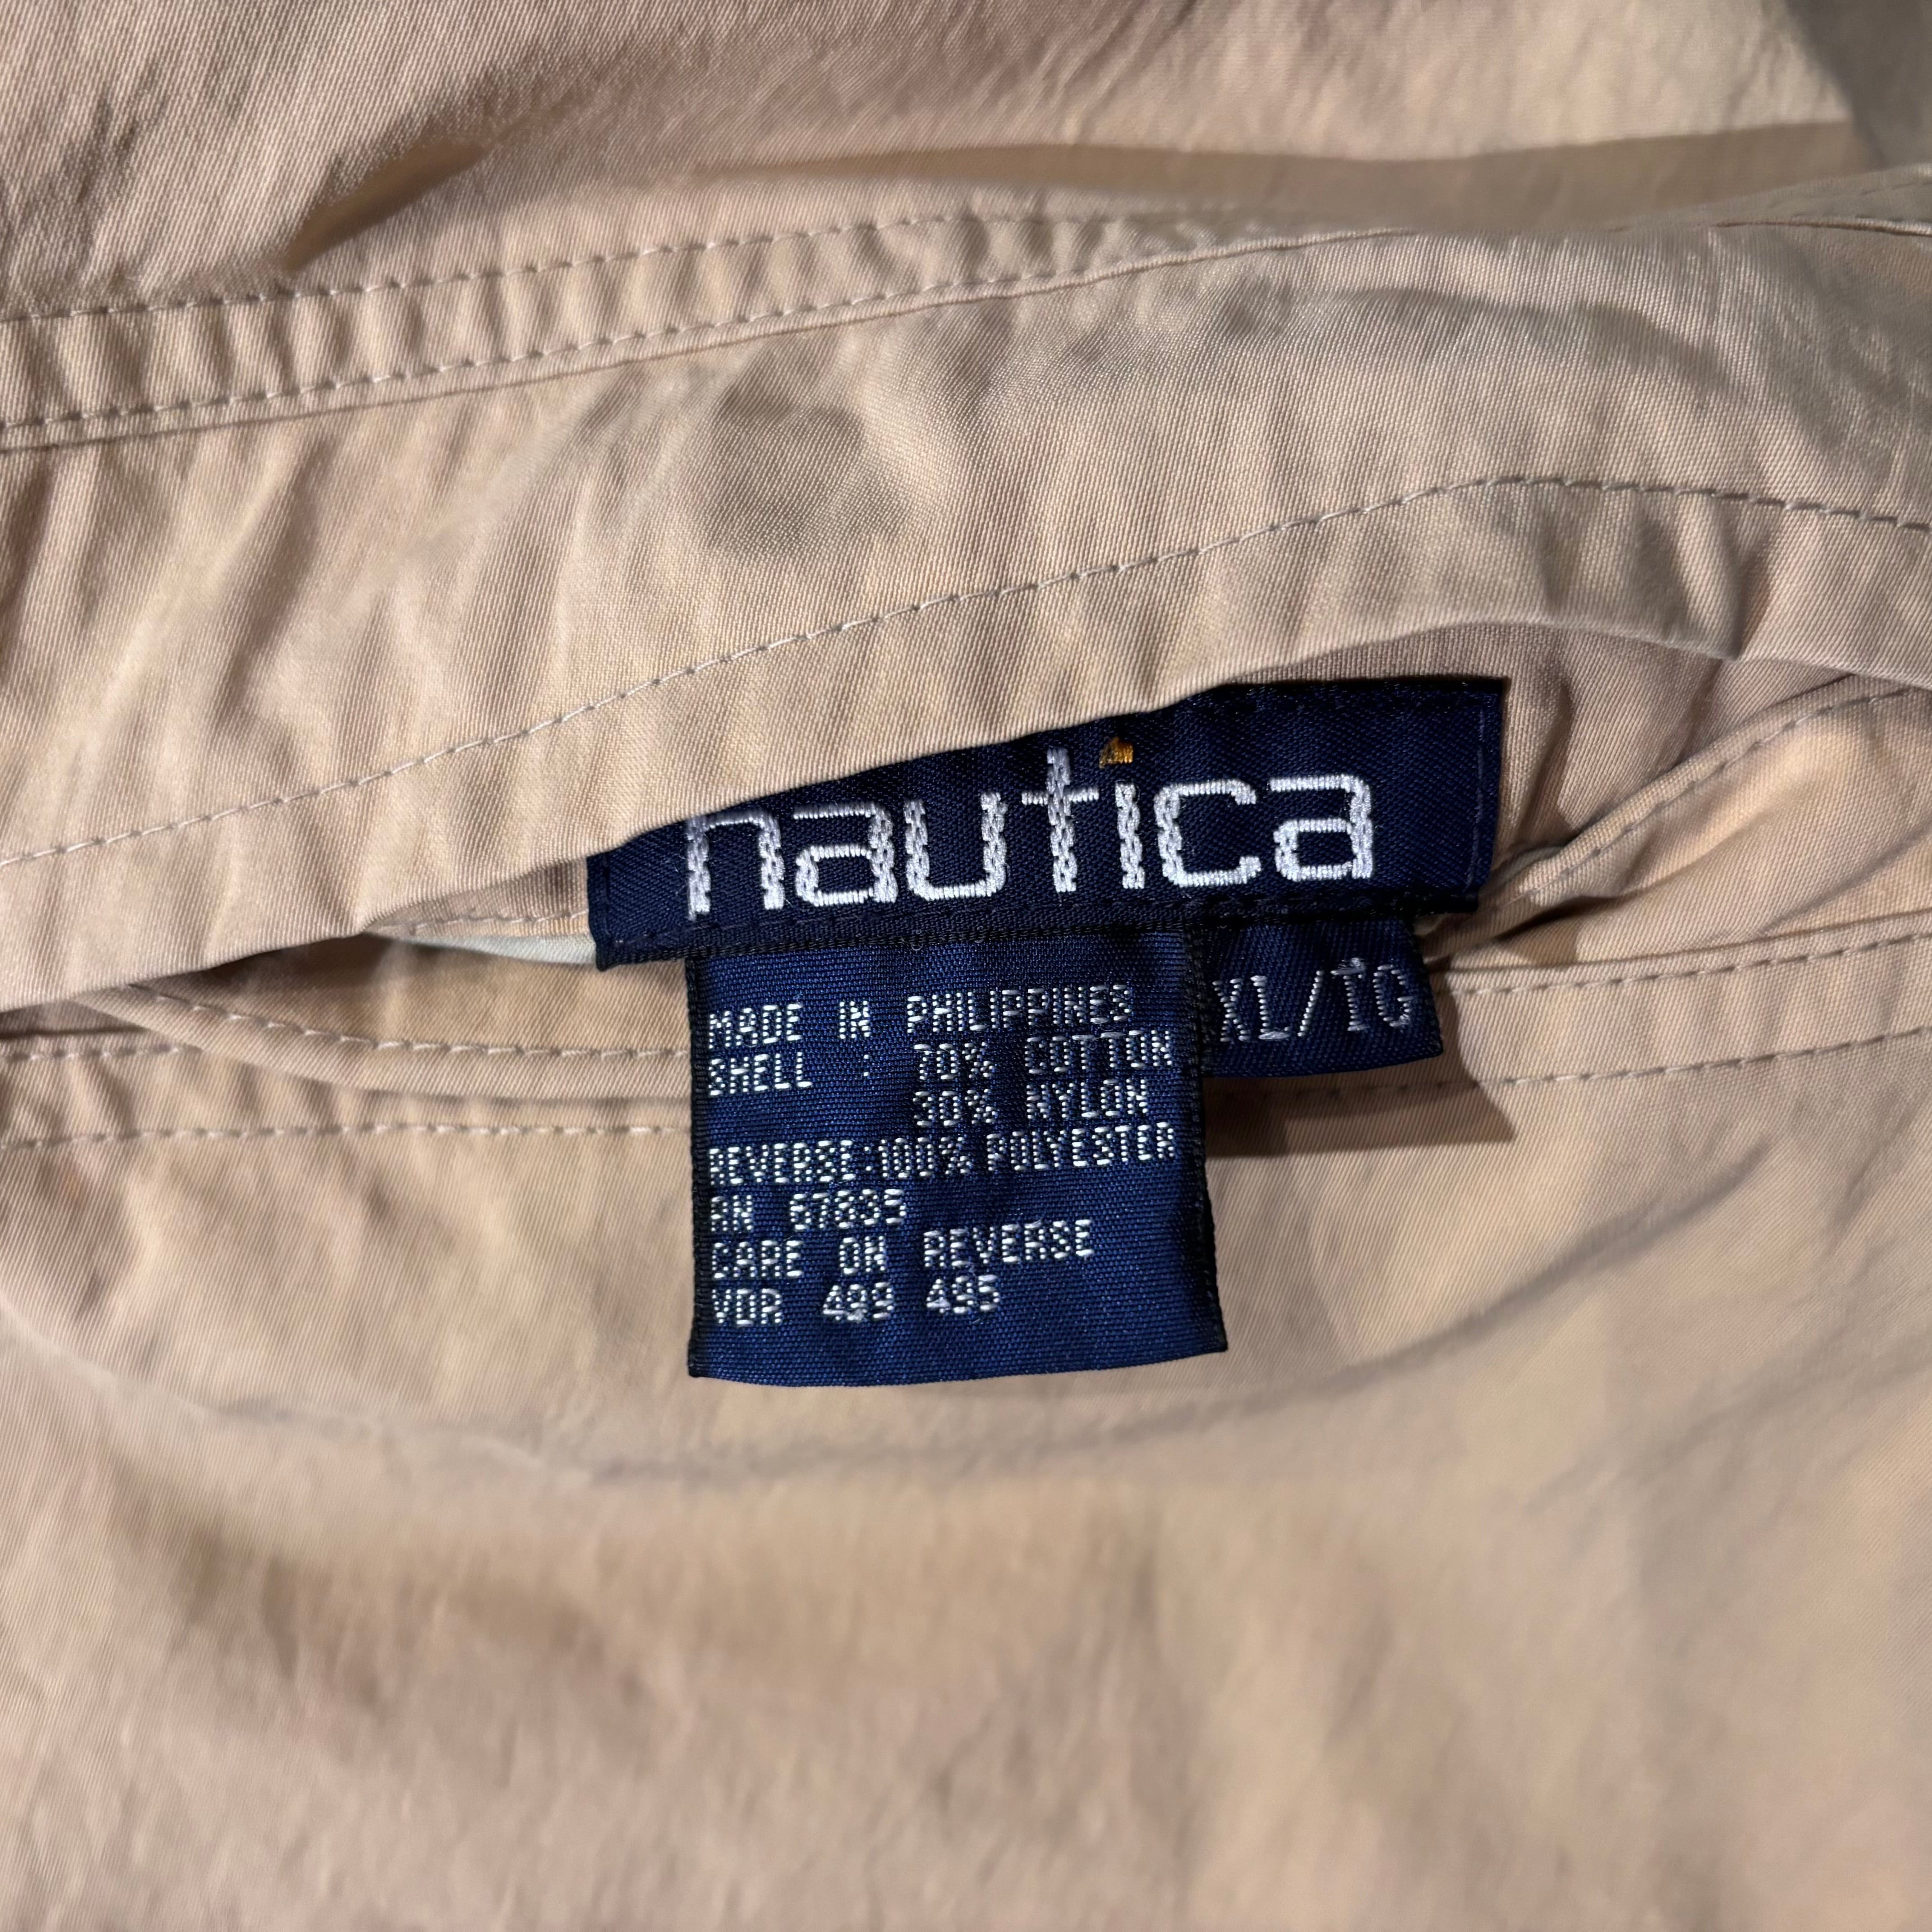 nautica
XL/TG
MADE IN PHILIPPINES
SHELL : 70% COTTON
30% NYLON
REVERSE:100% POLYESTER
RN 67835
CARE ON REVERSE
VDR 499 495